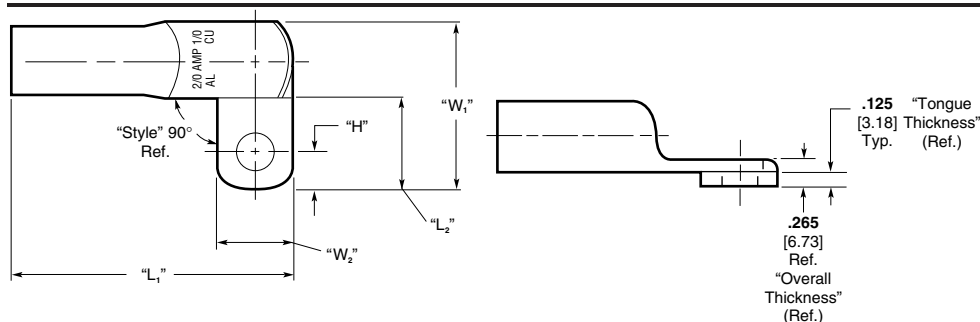 2/0 AMP 1/0
AL CU
“Style” 90°
Ref.
“H”
“W₁”
“L₂”
“W₂”
“L₁”
.125
[3.18]
Typ.
“Tongue
Thickness”
(Ref.)
.265
[6.73]
Ref.
“Overall
Thickness”
(Ref.)